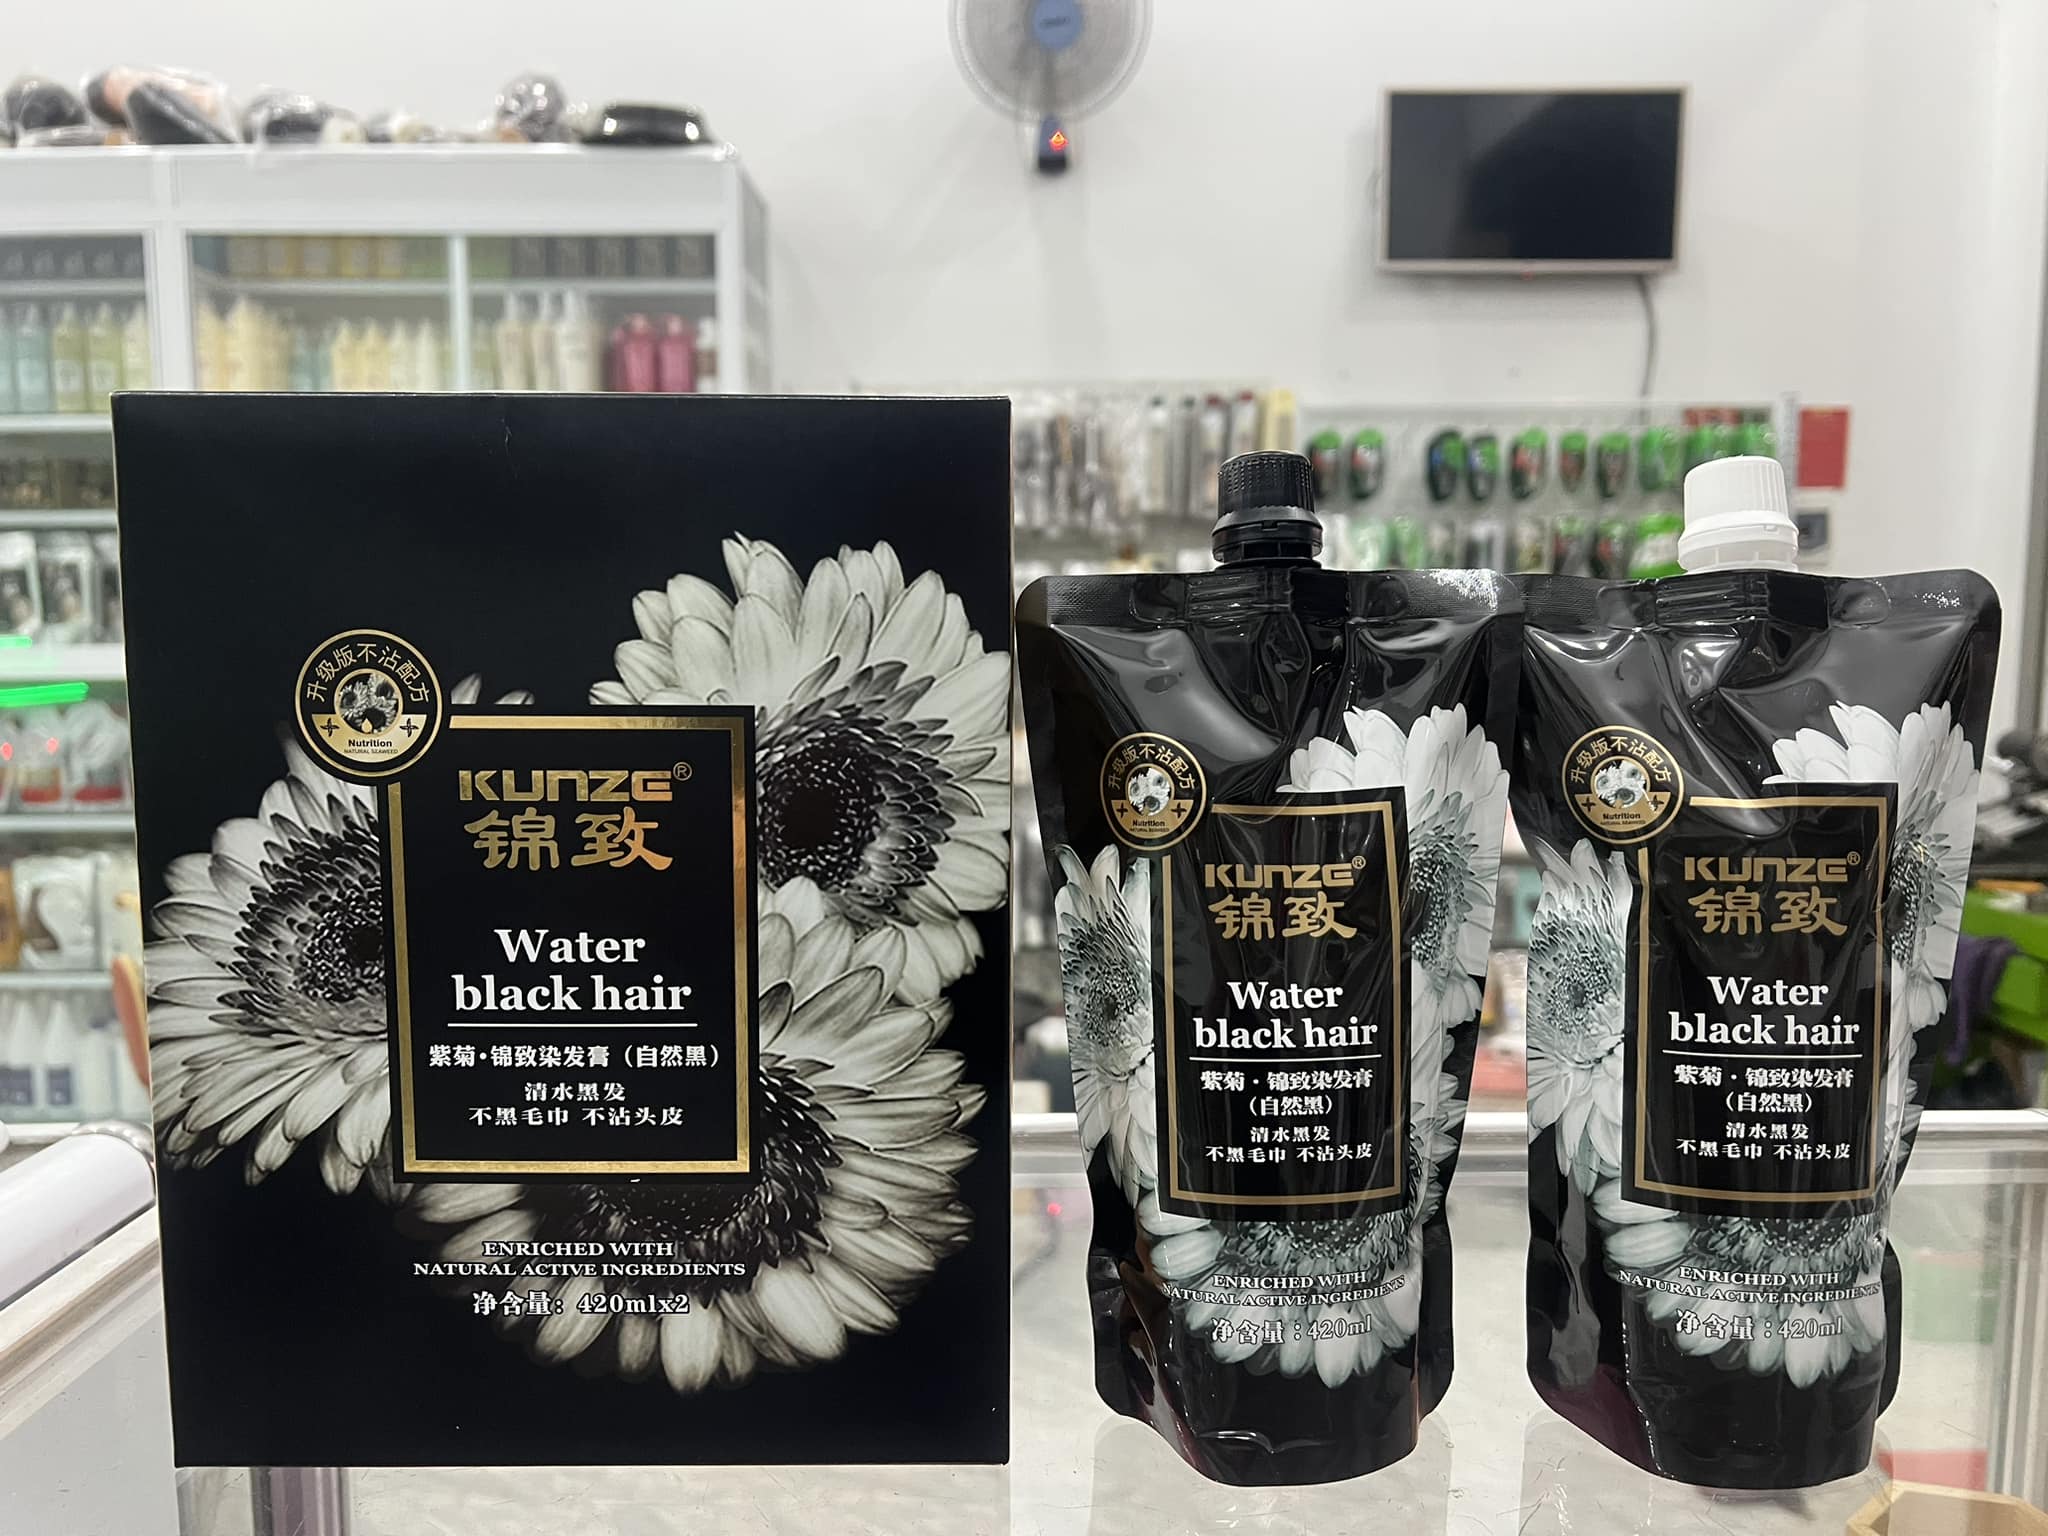 升级版不沾配方
Nutrition
NATURAL SEAWEED
KUNZE®
锦致
Water
black hair
紫菊·锦致染发膏（自然黑）
清水黑发
不黑毛巾 不沾头皮
ENRICHED WITH
NATURAL ACTIVE INGREDIENTS
净含量：420mlx2
升级版不沾配方
Nutrition
NATURAL SEAWEED
KUNZE®
锦致
Water
black hair
紫菊·锦致染发膏
（自然黑）
清水黑发
不黑毛巾 不沾头皮
ENRICHED WITH
NATURAL ACTIVE INGREDIENTS
净含量：420ml
升级版不沾配方
Nutrition
NATURAL SEAWEED
KUNZE®
锦致
Water
black hair
紫菊·锦致染发膏
（自然黑）
清水黑发
不黑毛巾 不沾头皮
ENRICHED WITH
NATURAL ACTIVE INGREDIENTS
净含量：420ml